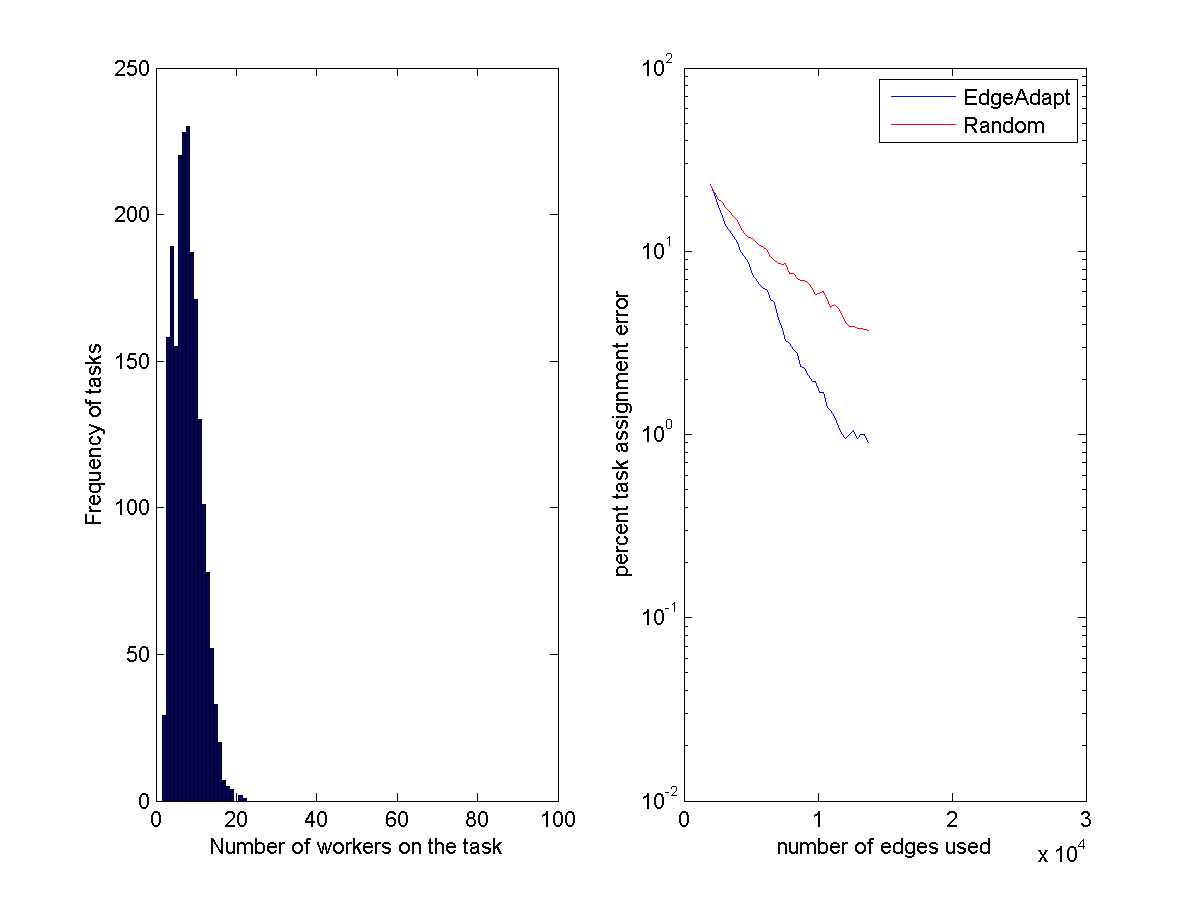 250
200
150
100
50
0
Frequency of tasks
0 20 40 60 80 100
Number of workers on the task
10^2
10^1
10^0
10^-1
10^-2
percent task assignment error
EdgeAdapt
Random
0 1 2 3
number of edges used
x 10^4